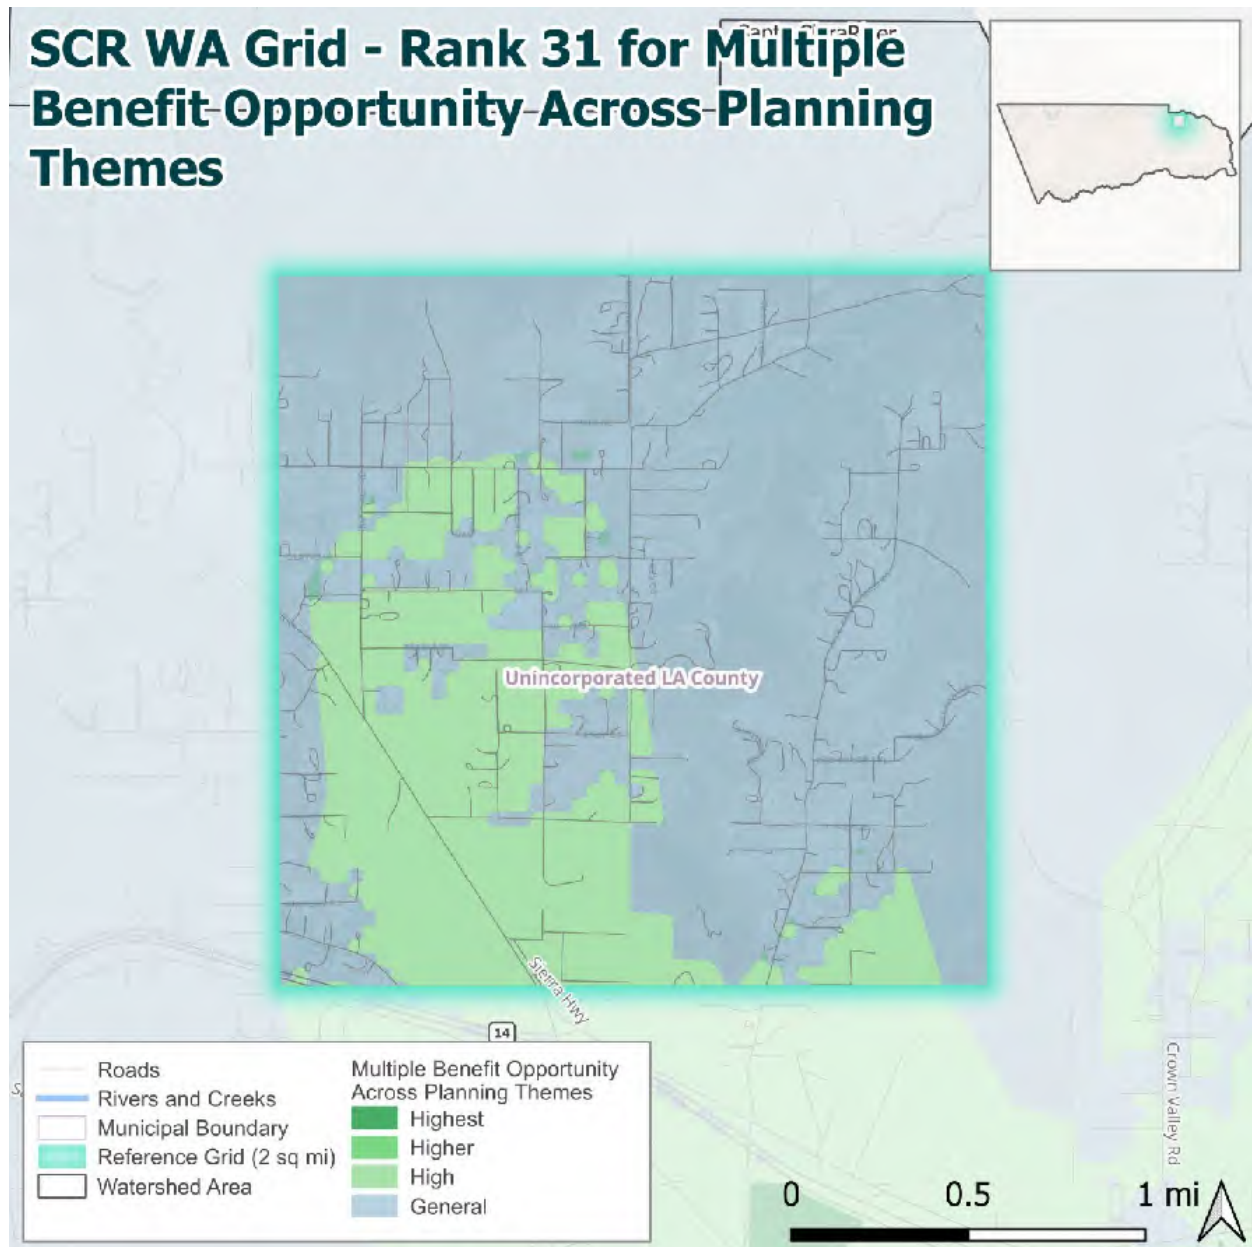 SCR WA Grid - Rank 31 for Multiple
Benefit Opportunity Across Planning
Themes
Unincorporated LA County
Sierra Hwy
14
Crown Valley Rd
Roads
Rivers and Creeks
Municipal Boundary
Reference Grid (2 sq mi)
Watershed Area
Multiple Benefit Opportunity
Across Planning Themes
Highest
Higher
High
General
0 0.5 1 mi